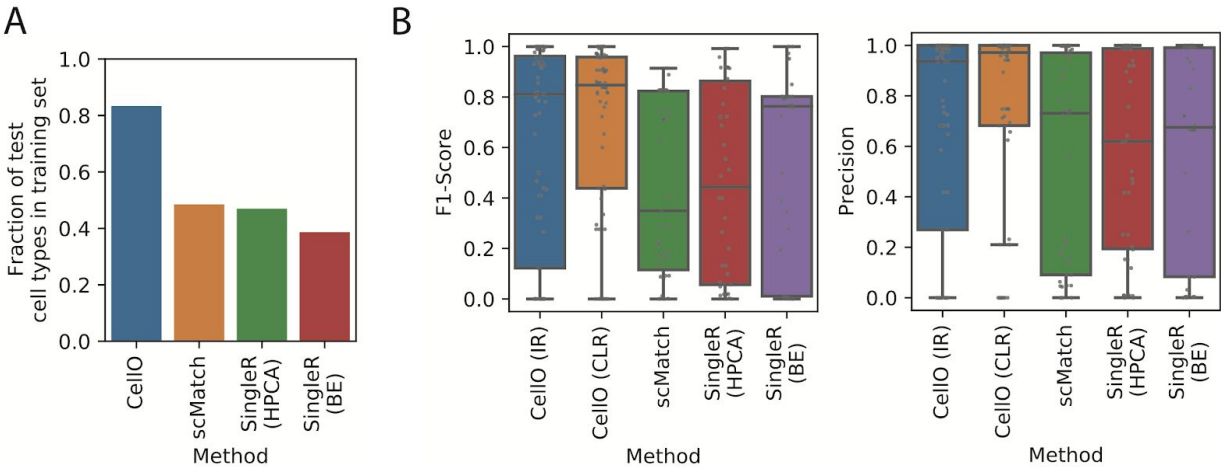 A
Fraction of test
cell types in training set
1.0
0.8
0.6
0.4
0.2
0.0
CellO
scMatch
SingleR
(HPCA)
SingleR
(BE)
Method
B
F1-Score
1.0
0.8
0.6
0.4
0.2
0.0
CellO (IR)
CellO (CLR)
scMatch
SingleR
(HPCA)
SingleR
(BE)
Method
Precision
1.0
0.8
0.6
0.4
0.2
0.0
CellO (IR)
CellO (CLR)
scMatch
SingleR
(HPCA)
SingleR
(BE)
Method